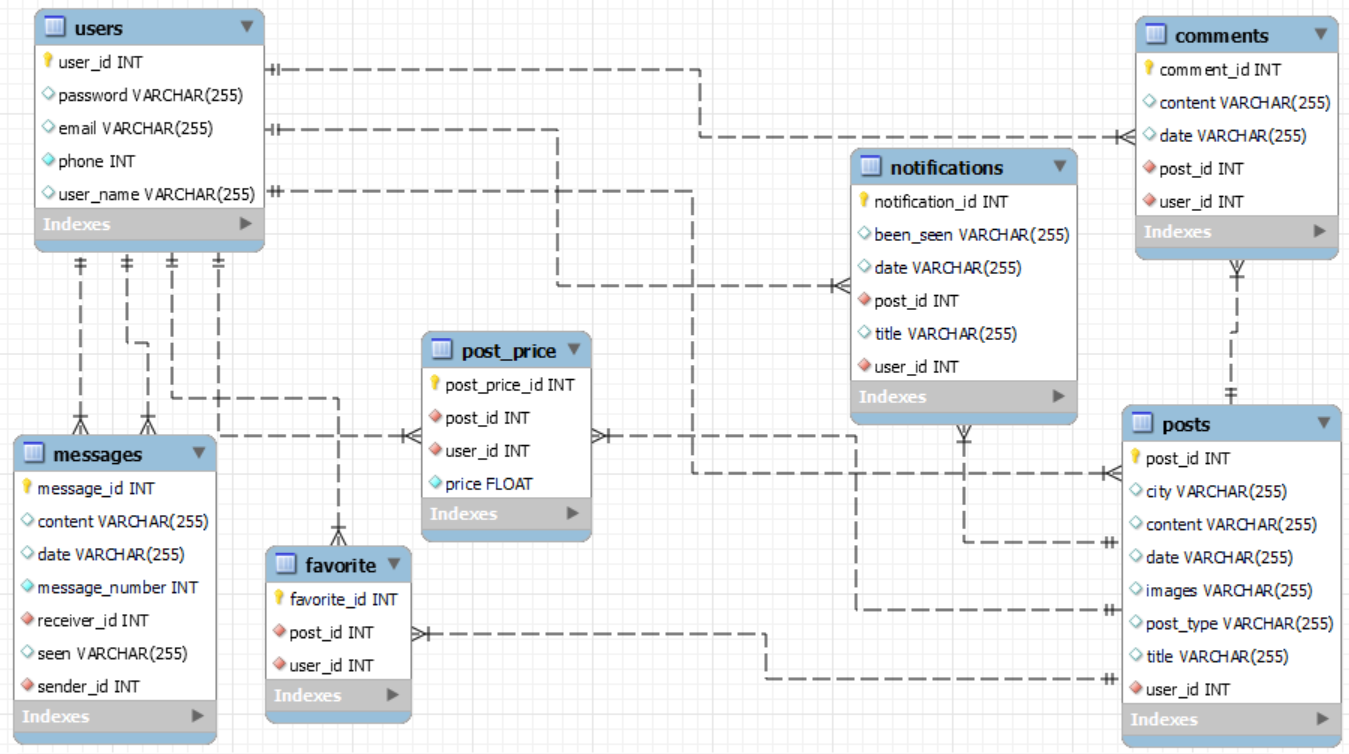 users
user_id INT
password VARCHAR(255)
email VARCHAR(255)
phone INT
user_name VARCHAR(255)
Indexes
comments
comment_id INT
content VARCHAR(255)
date VARCHAR(255)
post_id INT
user_id INT
Indexes
notifications
notification_id INT
been_seen VARCHAR(255)
date VARCHAR(255)
post_id INT
title VARCHAR(255)
user_id INT
Indexes
post_price
post_price_id INT
post_id INT
user_id INT
price FLOAT
Indexes
messages
message_id INT
content VARCHAR(255)
date VARCHAR(255)
message_number INT
receiver_id INT
seen VARCHAR(255)
sender_id INT
Indexes
favorite
favorite_id INT
post_id INT
user_id INT
Indexes
posts
post_id INT
city VARCHAR(255)
content VARCHAR(255)
date VARCHAR(255)
images VARCHAR(255)
post_type VARCHAR(255)
title VARCHAR(255)
user_id INT
Indexes